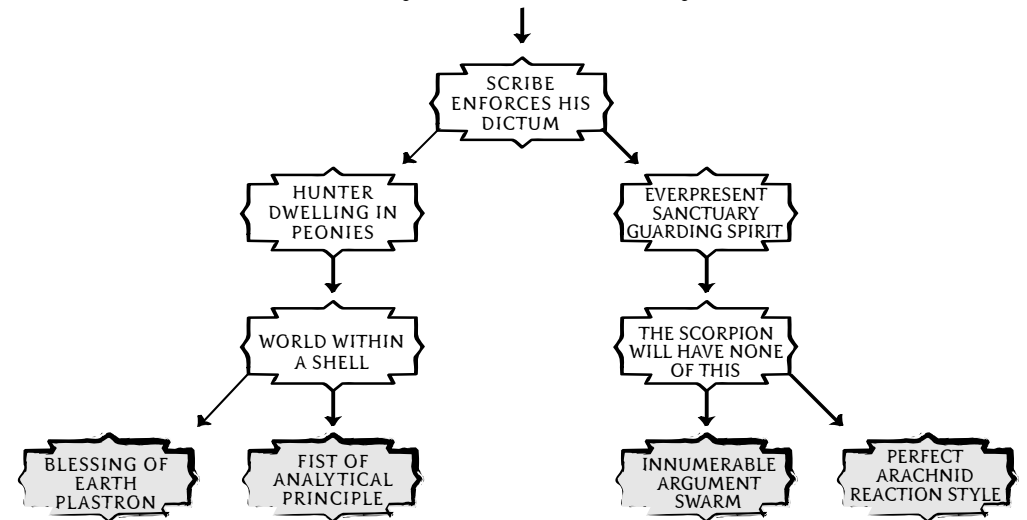 SCRIBE
ENFORCES HIS
DICTUM
HUNTER
DWELLING IN
PEONIES
EVERPRESENT
SANCTUARY
GUARDING SPIRIT
WORLD WITHIN
A SHELL
THE SCORPION
WILL HAVE NONE
OF THIS
BLESSING OF
EARTH
PLASTRON
FIST OF
ANALYTICAL
PRINCIPLE
INNUMERABLE
ARGUMENT
SWARM
PERFECT
ARACHNID
REACTION STYLE